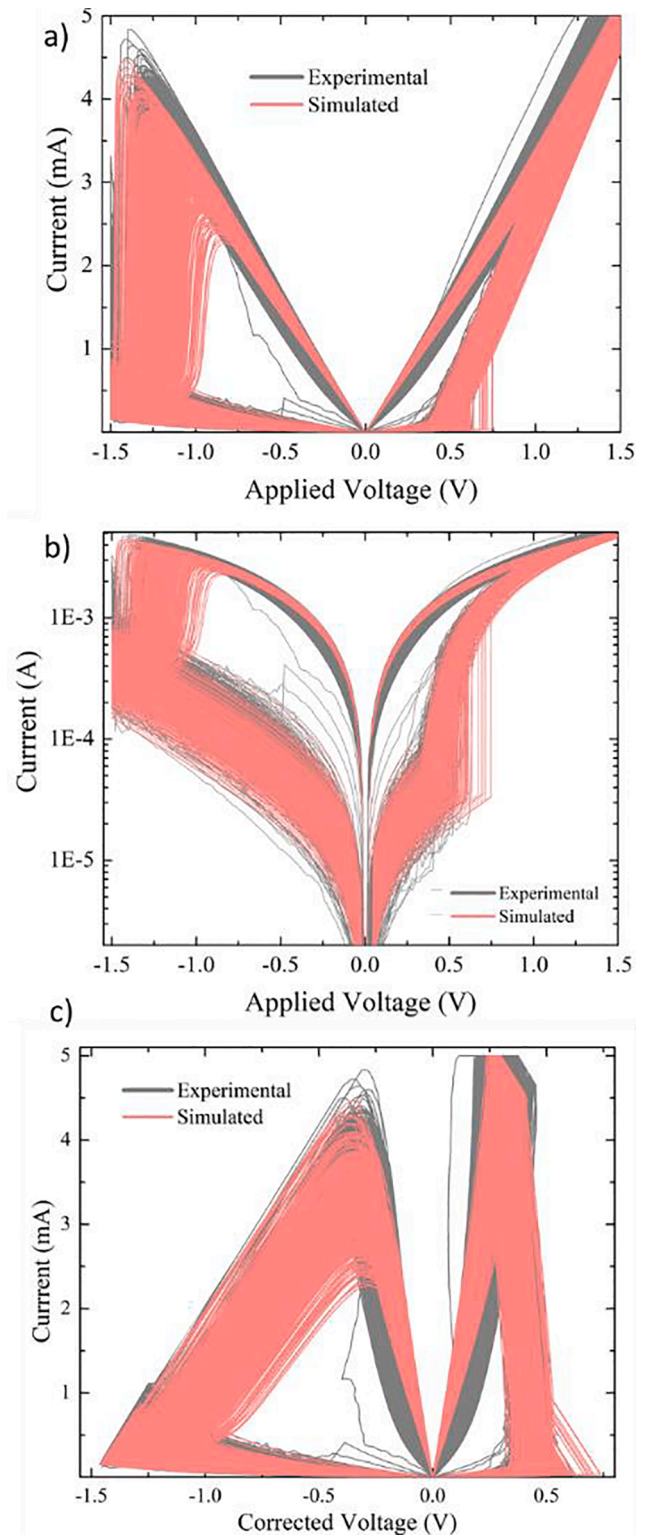 a)
5
4
3
2
1
Currrent (mA)
Experimental
Simulated
-1.5 -1.0 -0.5 0.0 0.5 1.0 1.5
Applied Voltage (V)
b)
1E-3
1E-4
1E-5
Currrent (A)
Experimental
Simulated
-1.5 -1.0 -0.5 0.0 0.5 1.0 1.5
Applied Voltage (V)
c)
5
4
3
2
1
Currrent (mA)
Experimental
Simulated
-1.5 -1.0 -0.5 0.0 0.5
Corrected Voltage (V)